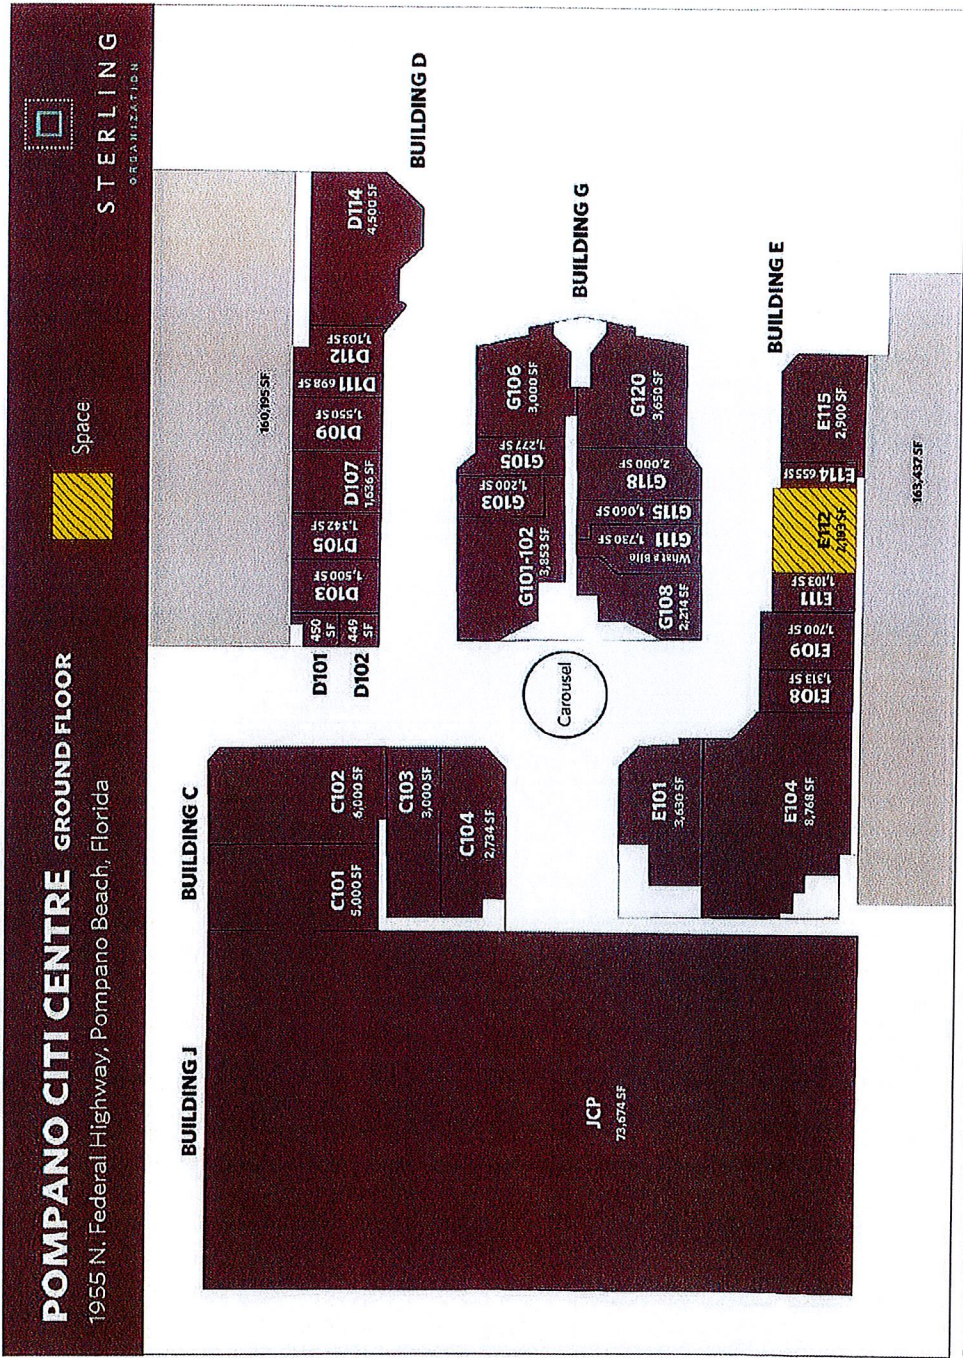 POMPANO CITI CENTRE GROUND FLOOR
1955 N. Federal Highway, Pompano Beach, Florida
Space
STERLING
ORGANIZATION
BUILDING J
BUILDING C
BUILDING D
BUILDING G
BUILDING E
160,195 SF
D101
450 SF
D102
449 SF
D103
1,500 SF
D105
1,342 SF
D107
1,636 SF
D109
1,550 SF
D111 698 SF
D112
1,103 SF
D114
4,500 SF
C101
5,000 SF
C102
6,000 SF
C103
3,000 SF
C104
2,734 SF
Carousel
G101-102
3,853 SF
G103
1,200 SF
G105
1,277 SF
G106
3,000 SF
G108
2,214 SF
What a Bite
G111 1,730 SF
G115 1,060 SF
G118
2,000 SF
G120
3,650 SF
JCP
73,674 SF
E101
3,630 SF
E104
8,768 SF
E108
1,313 SF
E109
1,700 SF
E111
1,103 SF
E112
2,193 SF
E114 655 SF
E115
2,900 SF
163,437 SF